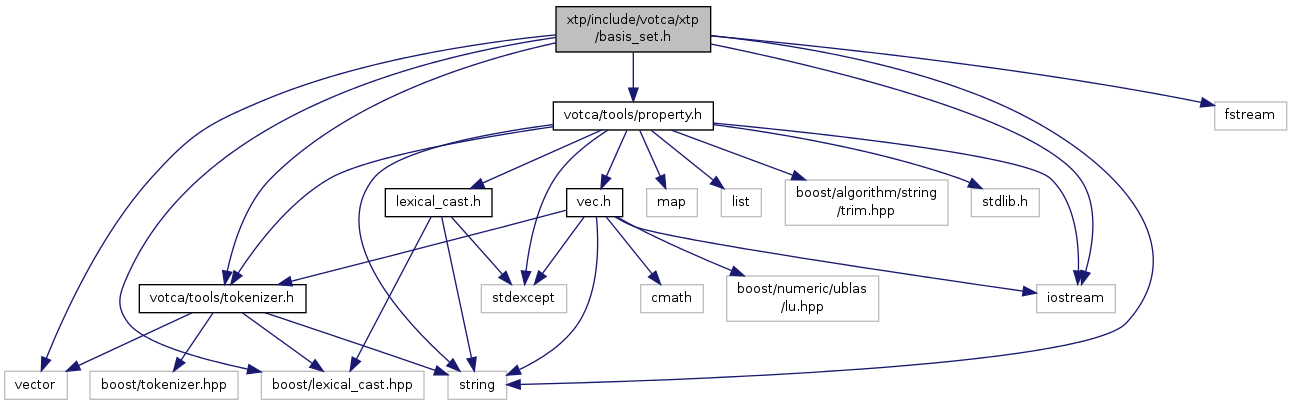 xtp/include/votca/xtp
/basis_set.h
votca/tools/property.h
fstream
lexical_cast.h
vec.h
map
list
boost/algorithm/string
/trim.hpp
stdlib.h
votca/tools/tokenizer.h
stdexcept
cmath
boost/numeric/ublas
/lu.hpp
iostream
vector
boost/tokenizer.hpp
boost/lexical_cast.hpp
string